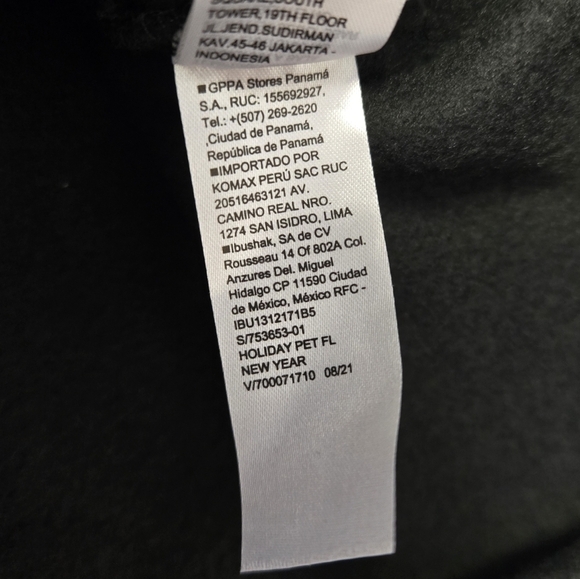 TOWER,19TH FLOOR
JL.JEND.SUDIRMAN
KAV.45-46 JAKARTA -
INDONESIA
■GPPA Stores Panamá
S.A., RUC: 155692927,
Tel.: +(507) 269-2620
,Ciudad de Panamá,
República de Panamá
■IMPORTADO POR
KOMAX PERÚ SAC RUC
20516463121 AV.
CAMINO REAL NRO.
1274 SAN ISIDRO, LIMA
■Ibushak, SA de CV
Rousseau 14 Of 802A Col.
Anzures Del. Miguel
Hidalgo CP 11590 Ciudad
de México, México RFC -
IBU1312171B5
S/753653-01
HOLIDAY PET FL
NEW YEAR
V/700071710 08/21